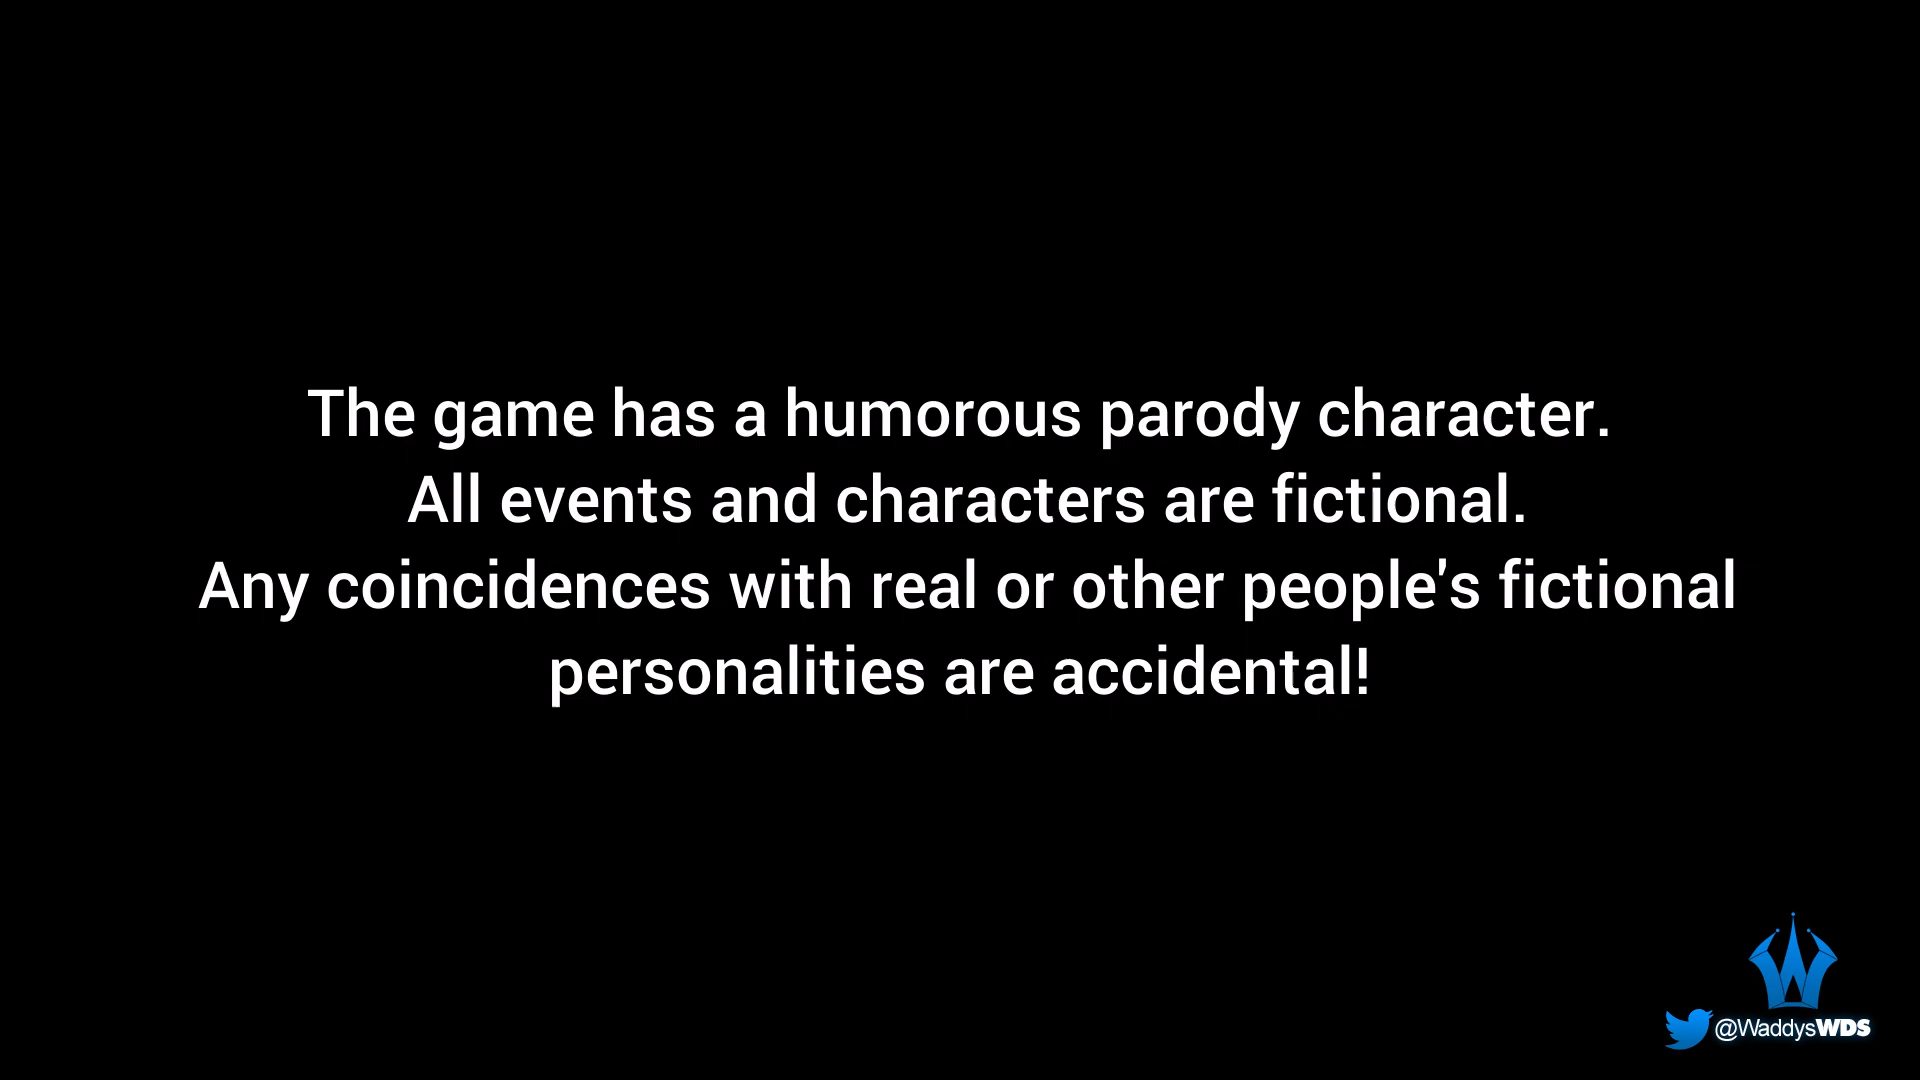 The game has a humorous parody character.
All events and characters are fictional.
Any coincidences with real or other people's fictional
personalities are accidental!
W
@WaddysWDS